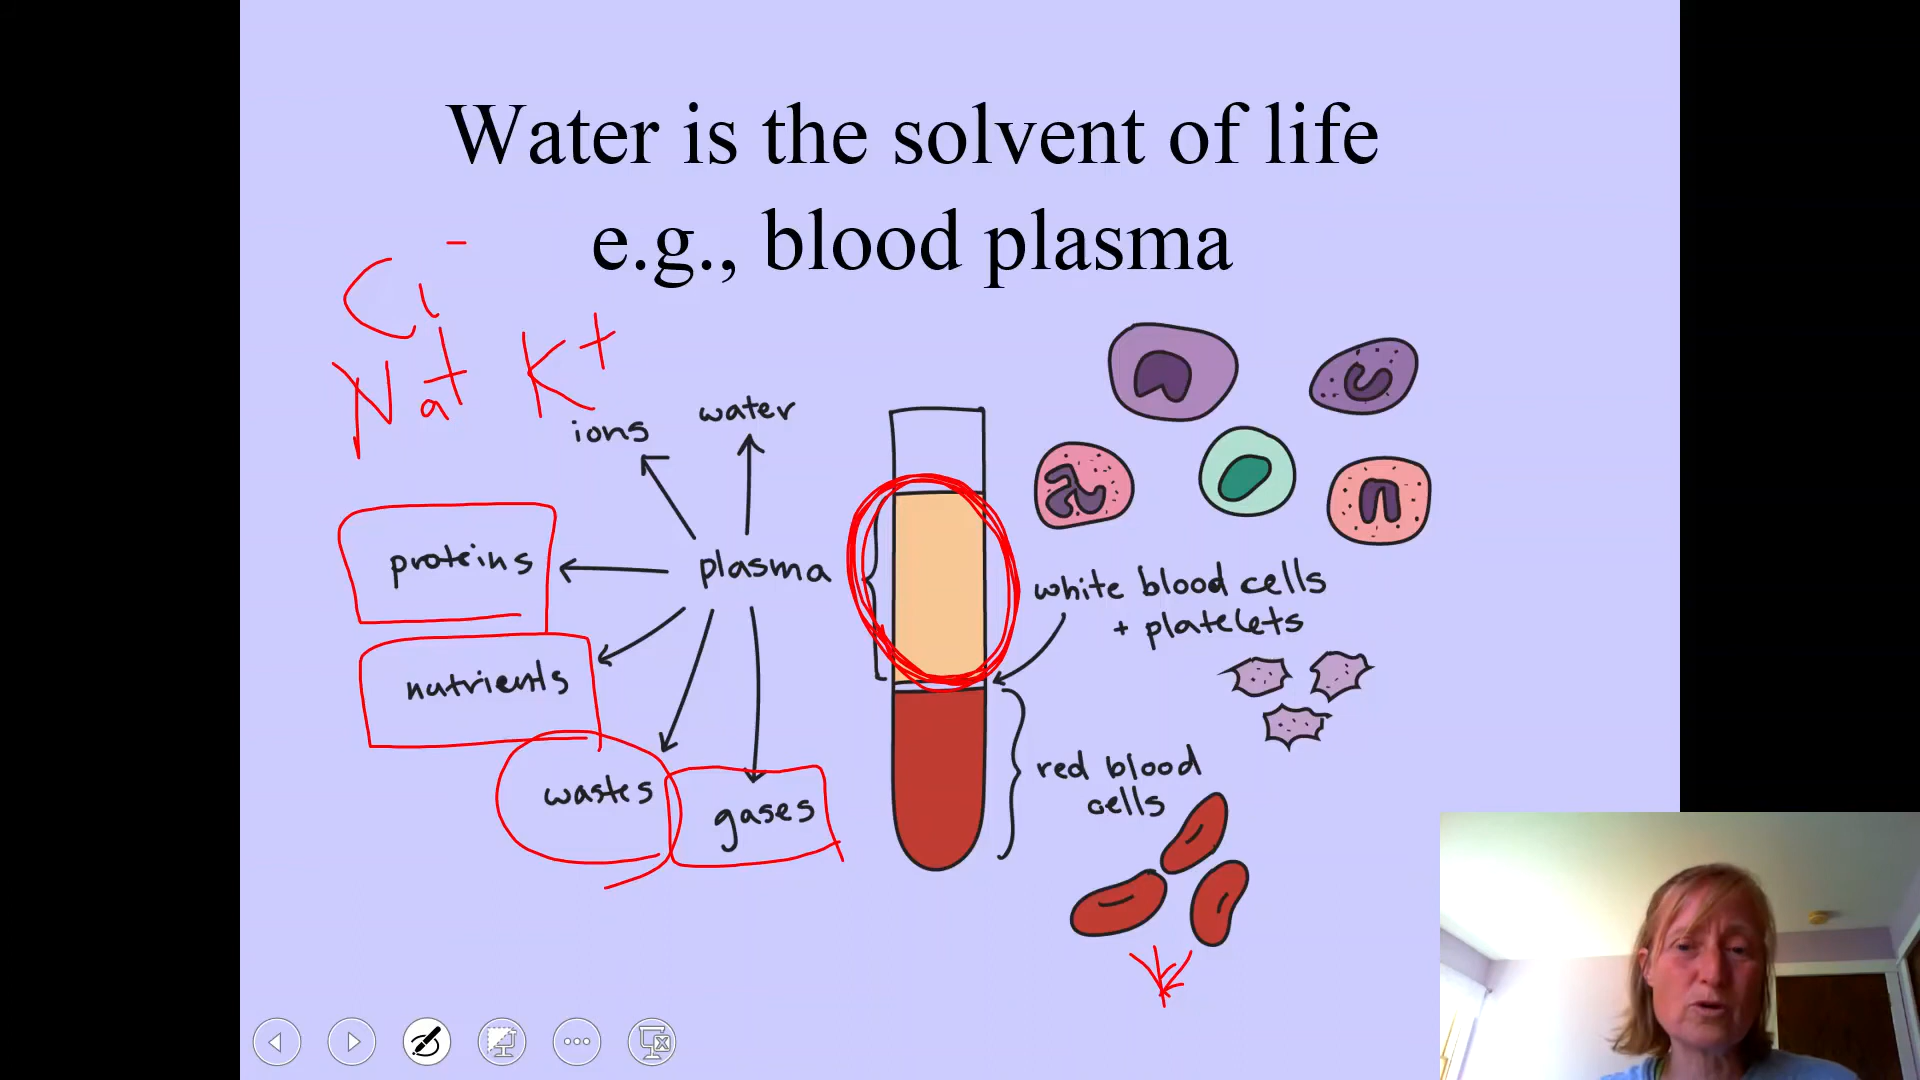 Water is the solvent of life
e.g., blood plasma
Cl -
Na+ K+
ions
water
proteins
plasma
nutrients
wastes
gases
white blood cells
+ platelets
red blood
cells